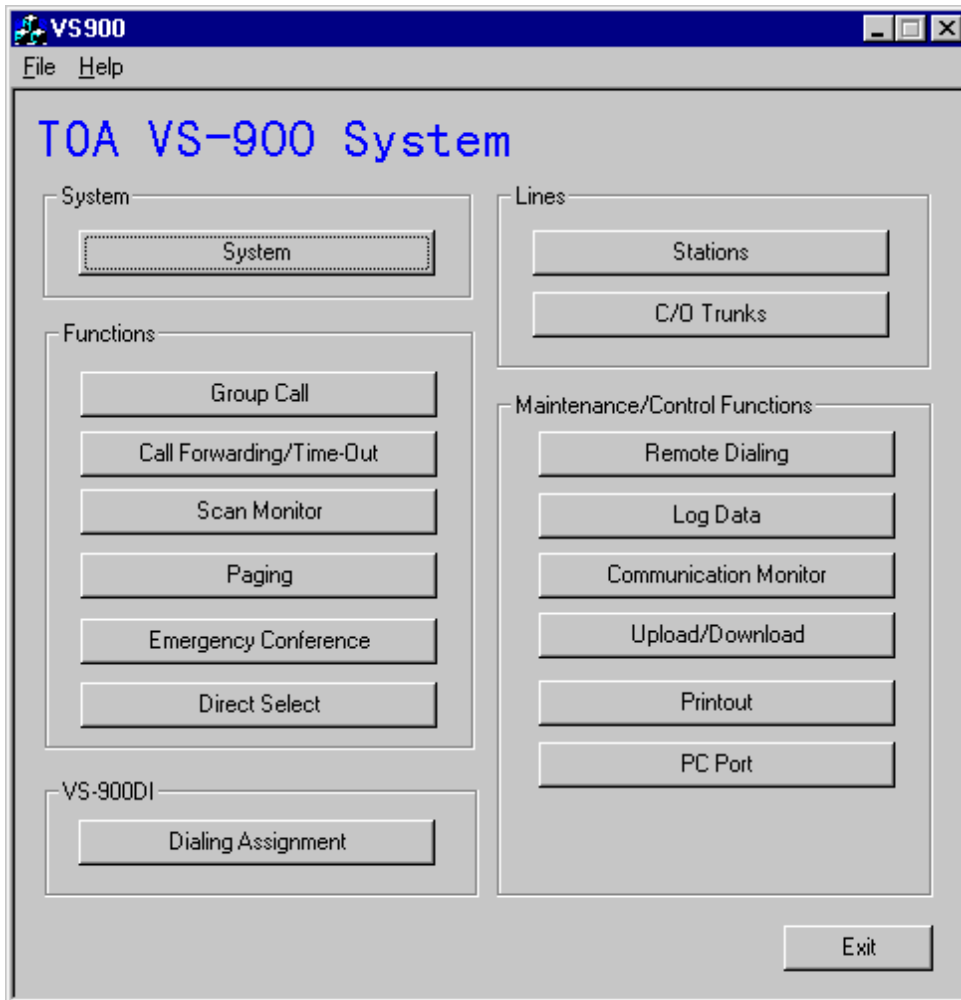 VS900
File Help
TOA VS-900 System
System
System
Functions
Group Call
Call Forwarding/Time-Out
Scan Monitor
Paging
Emergency Conference
Direct Select
VS-900DI
Dialing Assignment
Lines
Stations
C/O Trunks
Maintenance/Control Functions
Remote Dialing
Log Data
Communication Monitor
Upload/Download
Printout
PC Port
Exit